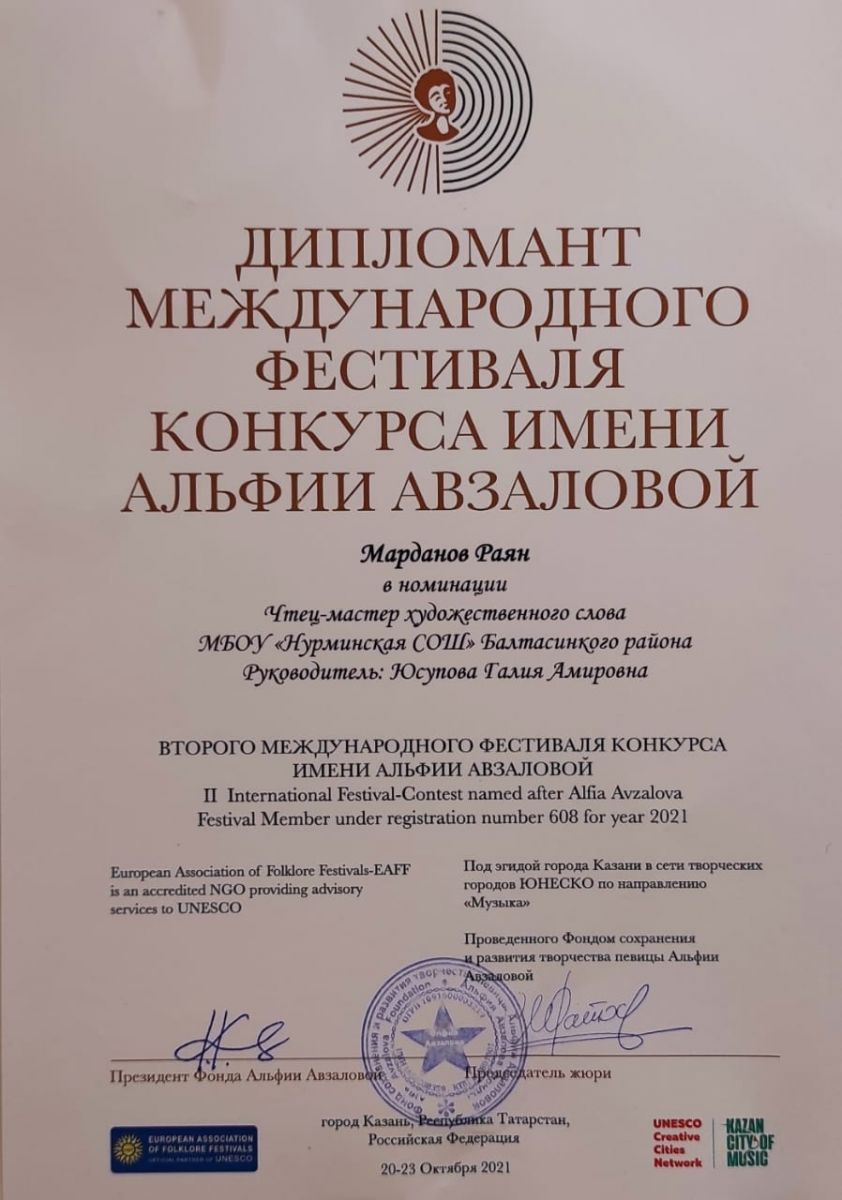 ДИПЛОМАНТ
МЕЖДУНАРОДНОГО
ФЕСТИВАЛЯ
КОНКУРСА ИМЕНИ
АЛЬФИИ АВЗАЛОВОЙ
Марданов Раян
в номинации
Чтец-мастер художественного слова
МБОУ «Нурминская СОШ» Балтасинкого района
Руководитель: Юсупова Галия Амировна
ВТОРОГО МЕЖДУНАРОДНОГО ФЕСТИВАЛЯ КОНКУРСА
ИМЕНИ АЛЬФИИ АВЗАЛОВОЙ
II International Festival-Contest named after Alfia Avzalova
Festival Member under registration number 608 for year 2021
European Association of Folklore Festivals-EAFF
is an accredited NGO providing advisory
services to UNESCO
Под эгидой города Казани в сети творческих
городов ЮНЕСКО по направлению
«Музыка»
Проведенного Фондом сохранения
и развития творчества певицы Альфии
Авзаловой
Президент Фонда Альфии Авзаловой
Председатель жюри
город Казань, Республика Татарстан,
Российская Федерация
20-23 Октября 2021
EUROPEAN ASSOCIATION
OF FOLKLORE FESTIVALS
OFFICIAL PARTNER OF UNESCO
UNESCO
Creative
Cities
Network
KAZAN
CITY OF
MUSIC